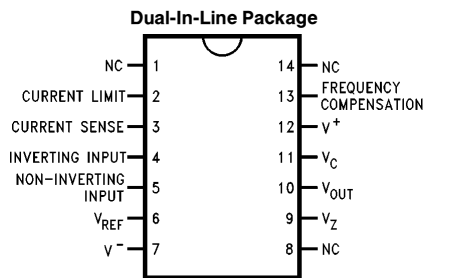 Dual-In-Line Package
NC 1
CURRENT LIMIT 2
CURRENT SENSE 3
INVERTING INPUT 4
NON-INVERTING
INPUT 5
VREF 6
V- 7
14 NC
13 FREQUENCY
COMPENSATION
12 V+
11 VC
10 VOUT
9 VZ
8 NC